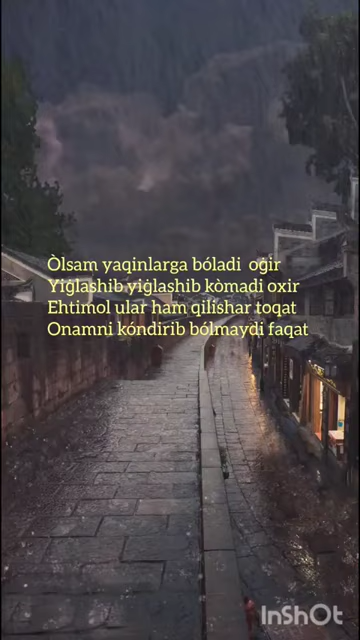 Òlsam yaqinlarga bóladi oģir
Yiģlashib yiģlashib kòmadi oxir
Ehtimol ular ham qilishar toqat
Onamni kóndirib bólmaydi faqat
InShOt